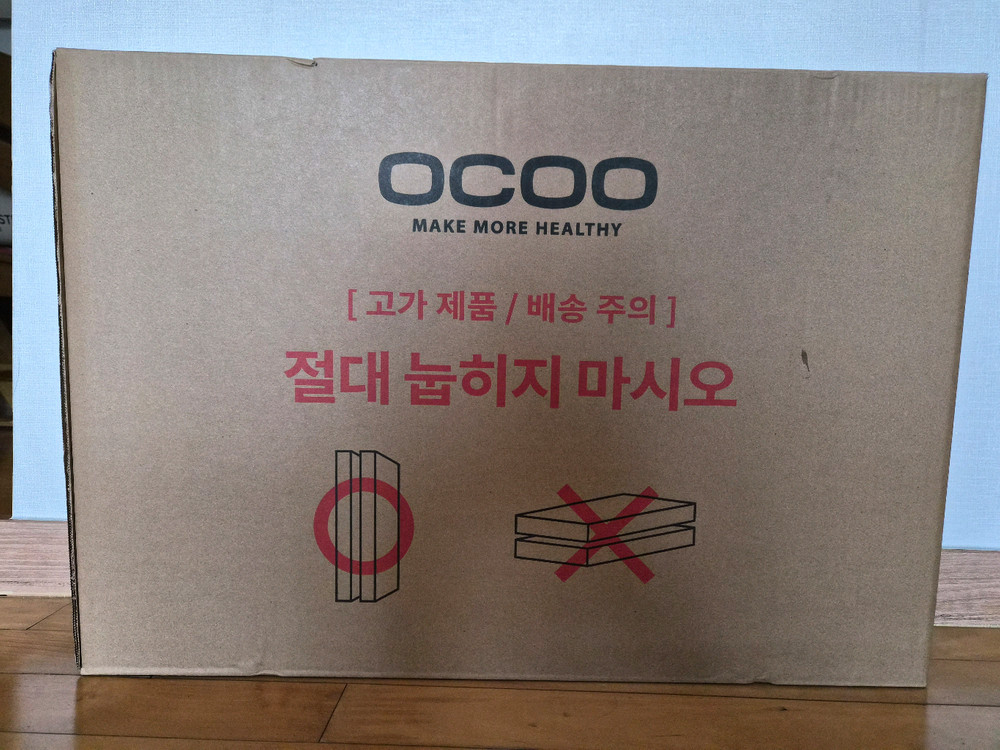 OCOO
MAKE MORE HEALTHY
[ 고가 제품 / 배송 주의 ]
절대 눕히지 마시오